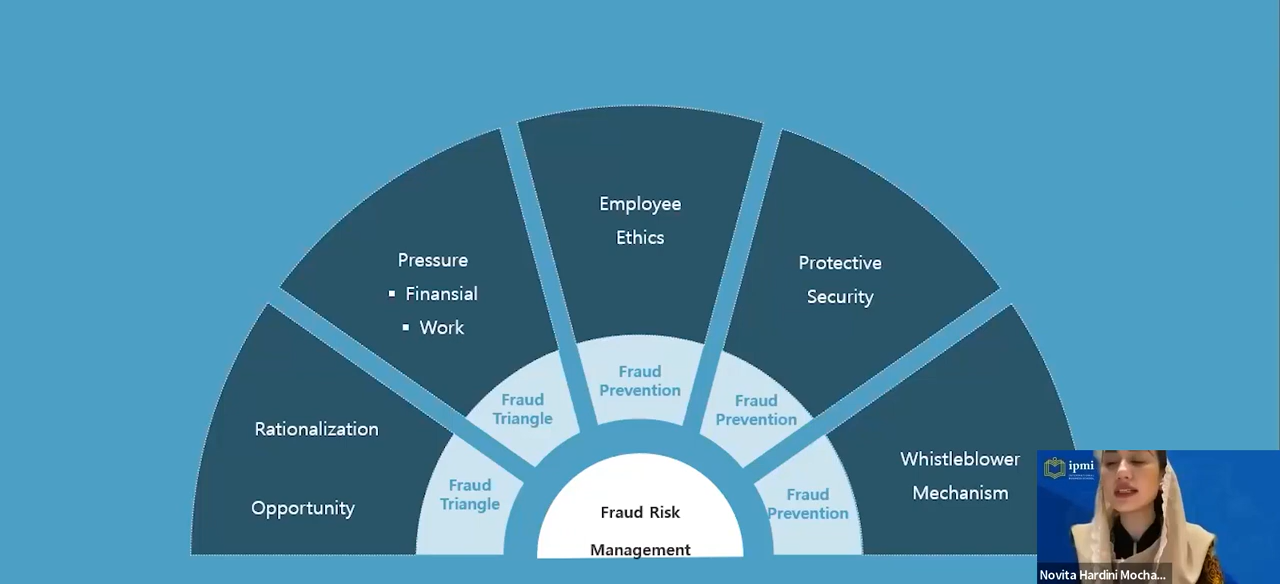 Employee
Ethics
Pressure
▪ Finansial
▪ Work
Protective
Security
Rationalization
Opportunity
Whistleblower
Mechanism
Fraud
Triangle
Fraud
Triangle
Fraud
Prevention
Fraud
Prevention
Fraud
Prevention
Fraud Risk
Management
ipmi
Novita Hardini Mocha...